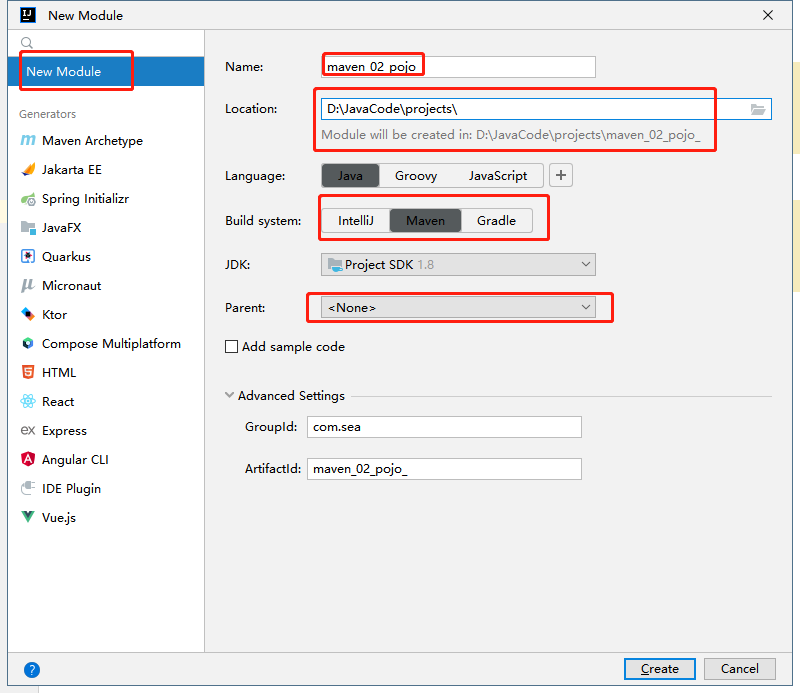 New Module
New Module
Generators
Maven Archetype
Jakarta EE
Spring Initializr
JavaFX
Quarkus
Micronaut
Ktor
Compose Multiplatform
HTML
React
Express
Angular CLI
IDE Plugin
Vue.js
Name: maven_02_pojo_
Location: D:\JavaCode\projects\
Module will be created in: D:\JavaCode\projects\maven_02_pojo_
Language: Java Groovy JavaScript
Build system: IntelliJ Maven Gradle
JDK: Project SDK 1.8
Parent: <None>
Add sample code
Advanced Settings
GroupId: com.sea
ArtifactId: maven_02_pojo_
? Create Cancel